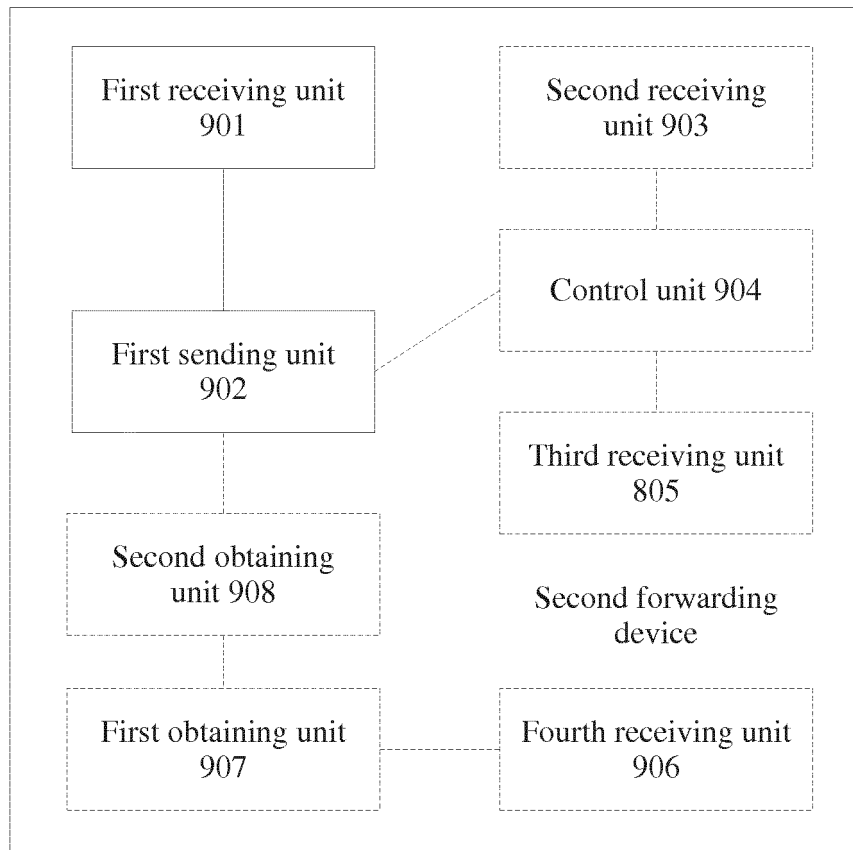 First receiving unit
901
Second receiving
unit 903
Control unit 904
First sending unit
902
Third receiving unit
805
Second obtaining
unit 908
Second forwarding
device
First obtaining unit
907
Fourth receiving unit
906